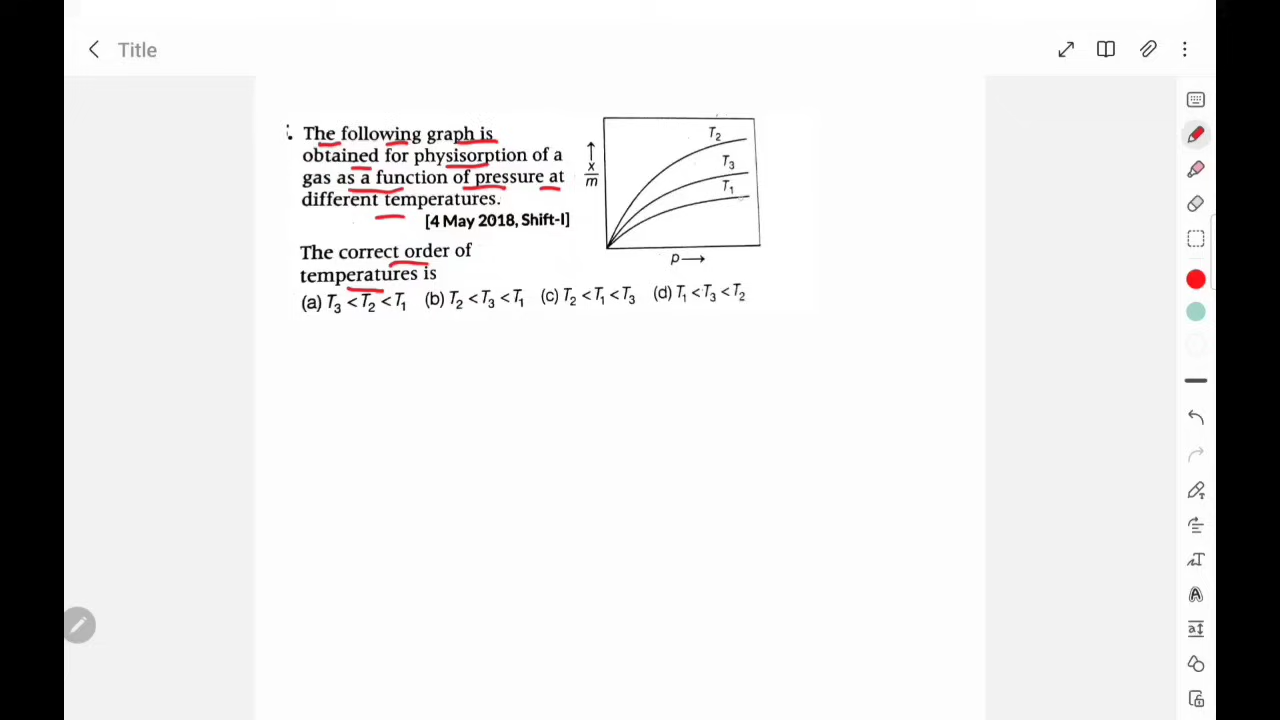 Title
The following graph is
obtained for physisorption of a
gas as a function of pressure at
different temperatures.
[4 May 2018, Shift-I]
The correct order of
temperatures is
(a) T₃ < T₂ < T₁ (b) T₂ < T₃ < T₁ (c) T₂ < T₁ < T₃ (d) T₁ < T₃ < T₂
x
m
T₂
T₃
T₁
p